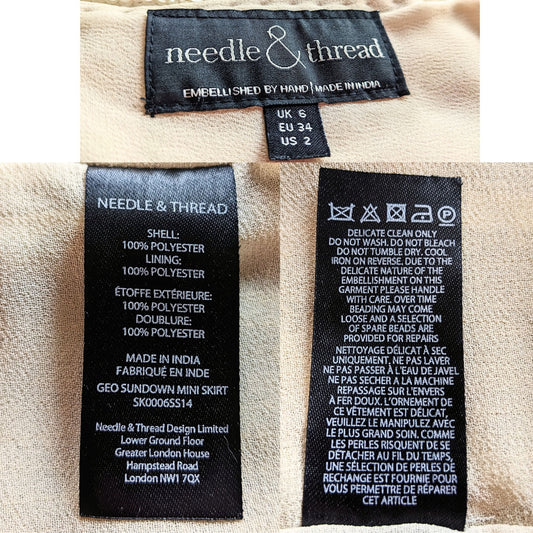 needle & thread
EMBELLISHED BY HAND | MADE IN INDIA
UK 6
EU 34
US 2
NEEDLE & THREAD
SHELL:
100% POLYESTER
LINING:
100% POLYESTER
ÉTOFFE EXTÉRIEURE:
100% POLYESTER
DOUBLURE:
100% POLYESTER
MADE IN INDIA
FABRIQUÉ EN INDE
GEO SUNDOWN MINI SKIRT
SK0006SS14
Needle & Thread Design Limited
Lower Ground Floor
Greater London House
Hampstead Road
London NW1 7QX
P
DELICATE CLEAN ONLY
DO NOT WASH. DO NOT BLEACH
DO NOT TUMBLE DRY. COOL
IRON ON REVERSE. DUE TO THE
DELICATE NATURE OF THE
EMBELLISHMENT ON THIS
GARMENT PLEASE HANDLE
WITH CARE. OVER TIME
BEADING MAY COME
LOOSE AND A SELECTION
OF SPARE BEADS ARE
PROVIDED FOR REPAIRS
NETTOYAGE DÉLICAT À SEC
UNIQUEMENT, NE PAS LAVER
NE PAS PASSER À L'EAU DE JAVEL
NE PAS SECHER A LA MACHINE
REPASSAGE SUR L'ENVERS
À FER DOUX. L'ORNEMENT DE
CE VÊTEMENT EST DÉLICAT,
VEUILLEZ LE MANIPULEZ AVEC
LE PLUS GRAND SOIN. COMME
LES PERLES RISQUENT DE SE
DÉTACHER AU FIL DU TEMPS,
UNE SÉLECTION DE PERLES DE
RECHANGE EST FOURNIE POUR
VOUS PERMETTRE DE RÉPARER
CET ARTICLE